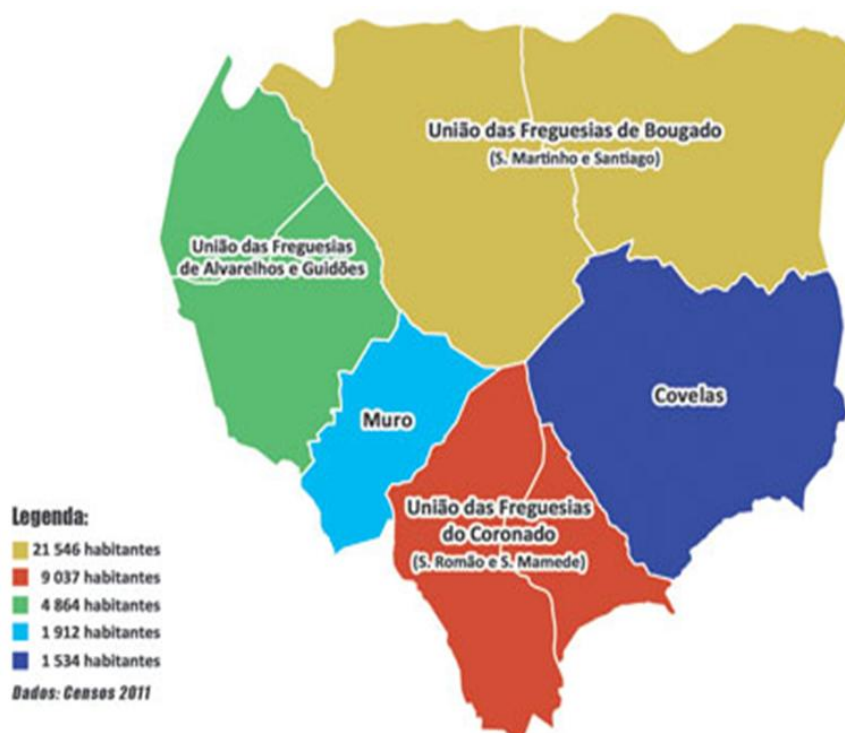 União das Freguesias de Bougado
(S. Martinho e Santiago)
União das Freguesias
de Alvarelhos e Guidões
Covelas
Muro
União das Freguesias
do Coronado
(S. Romão e S. Mamede)
Legenda:
21 546 habitantes
9 037 habitantes
4 864 habitantes
1 912 habitantes
1 534 habitantes
Dados: Censos 2011